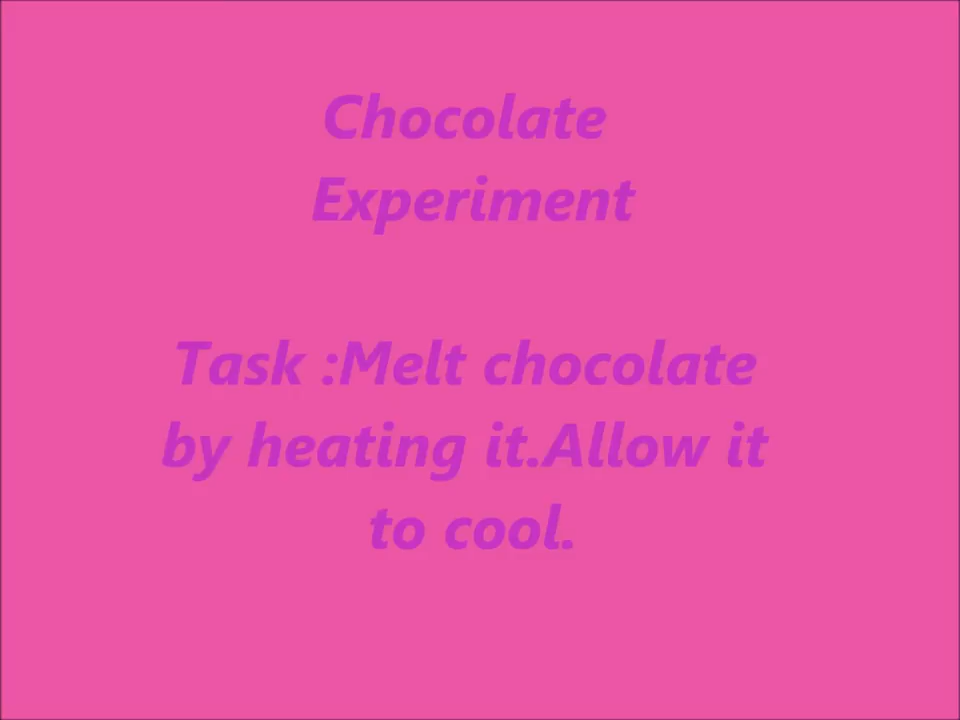 Chocolate
Experiment
Task :Melt chocolate
by heating it.Allow it
to cool.